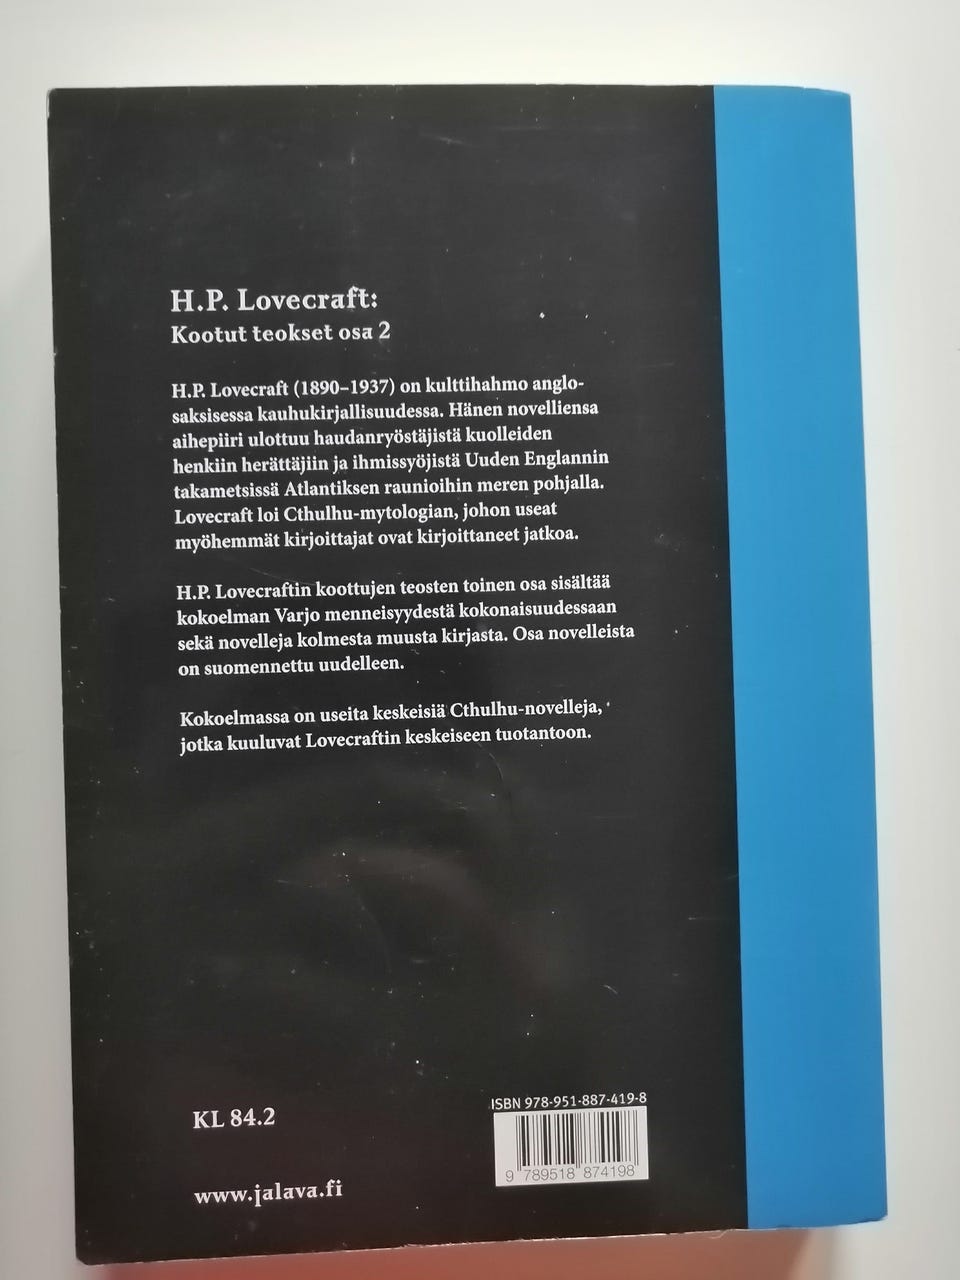 H.P. Lovecraft:
Kootut teokset osa 2
H.P. Lovecraft (1890–1937) on kulttihahmo anglo-
saksisessa kauhukirjallisuudessa. Hänen novelliensa
aihepiiri ulottuu haudanryöstäjistä kuolleiden
henkiin herättäjiin ja ihmissyöjistä Uuden Englannin
takametsissä Atlantiksen raunioihin meren pohjalla.
Lovecraft loi Cthulhu-mytologian, johon useat
myöhemmät kirjoittajat ovat kirjoittaneet jatkoa.
H.P. Lovecraftin koottujen teosten toinen osa sisältää
kokoelman Varjo menneisyydestä kokonaisuudessaan
sekä novelleja kolmesta muusta kirjasta. Osa novelleista
on suomennettu uudelleen.
Kokoelmassa on useita keskeisiä Cthulhu-novelleja,
jotka kuuluvat Lovecraftin keskeiseen tuotantoon.
KL 84.2
www.jalava.fi
ISBN 978-951-887-419-8
9 789518 874198